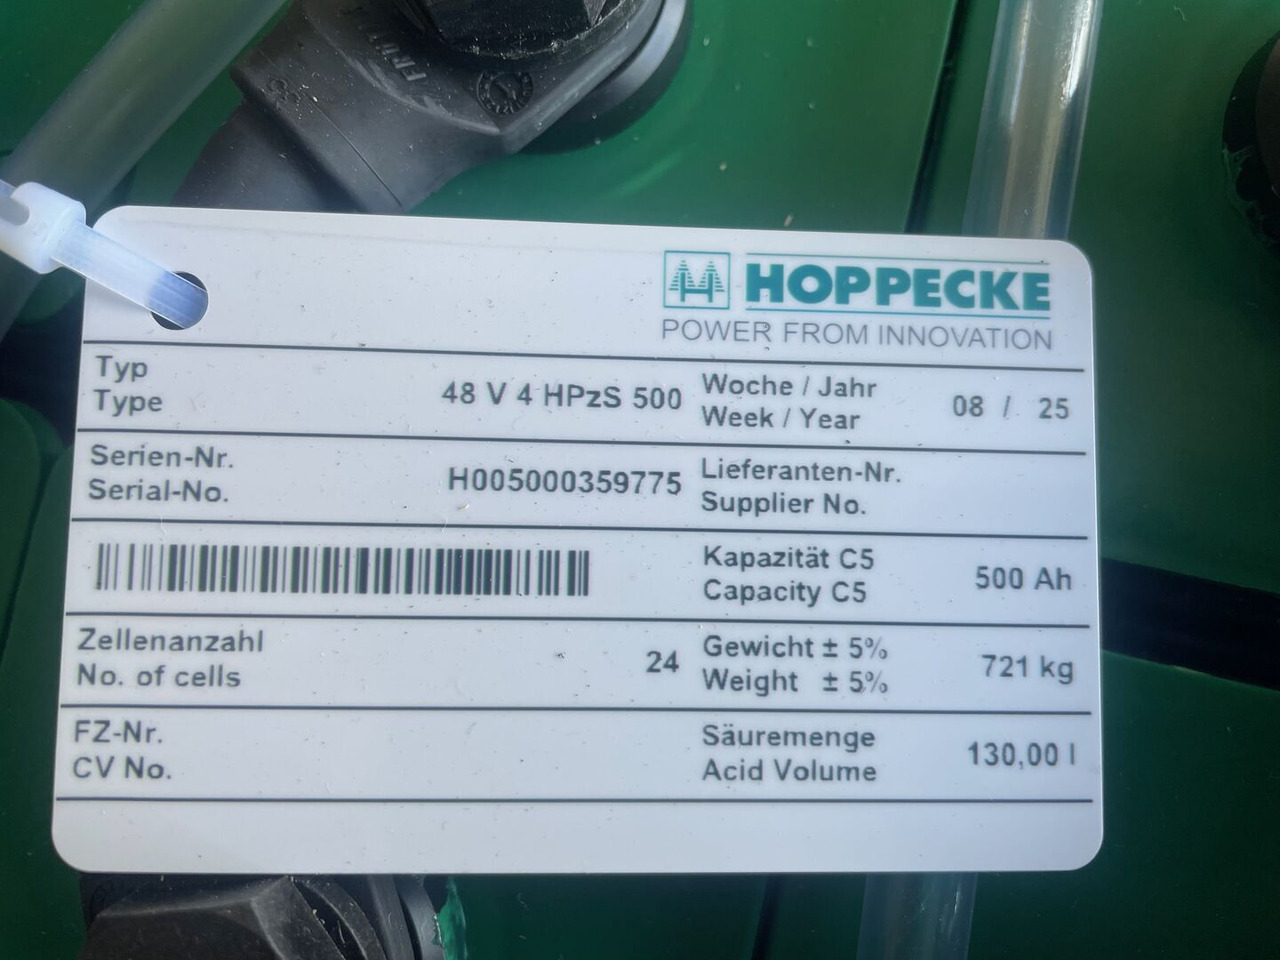 HOPPECKE
POWER FROM INNOVATION
Typ
Type
48 V 4 HPzS 500
Woche / Jahr
Week / Year
08 / 25
Serien-Nr.
Serial-No.
H005000359775
Lieferanten-Nr.
Supplier No.
Kapazität C5
Capacity C5
500 Ah
Zellenanzahl
No. of cells
24
Gewicht ± 5%
Weight ± 5%
721 kg
FZ-Nr.
CV No.
Säuremenge
Acid Volume
130,00 l